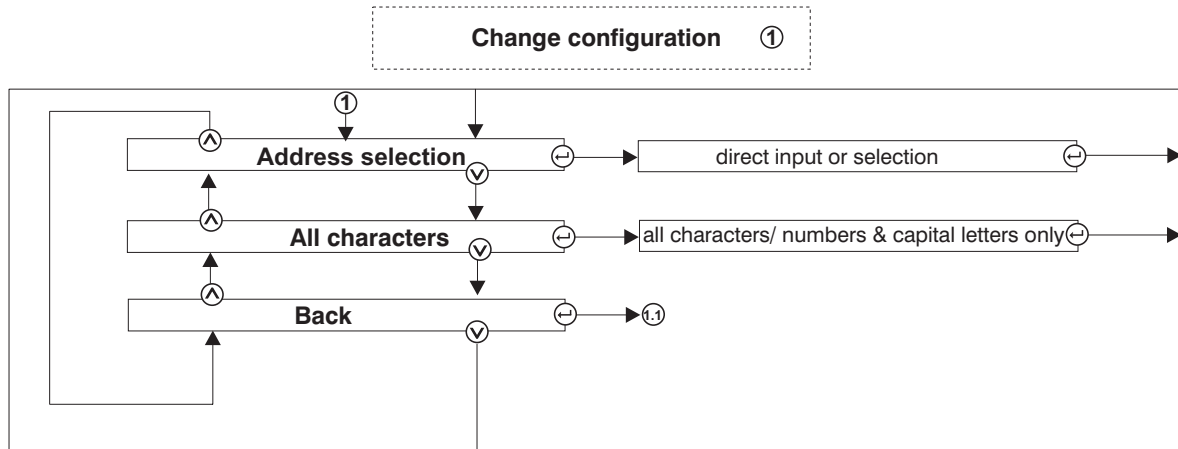 Change configuration ①
①
Address selection
direct input or selection
All characters
all characters/ numbers & capital letters only
Back
1.1